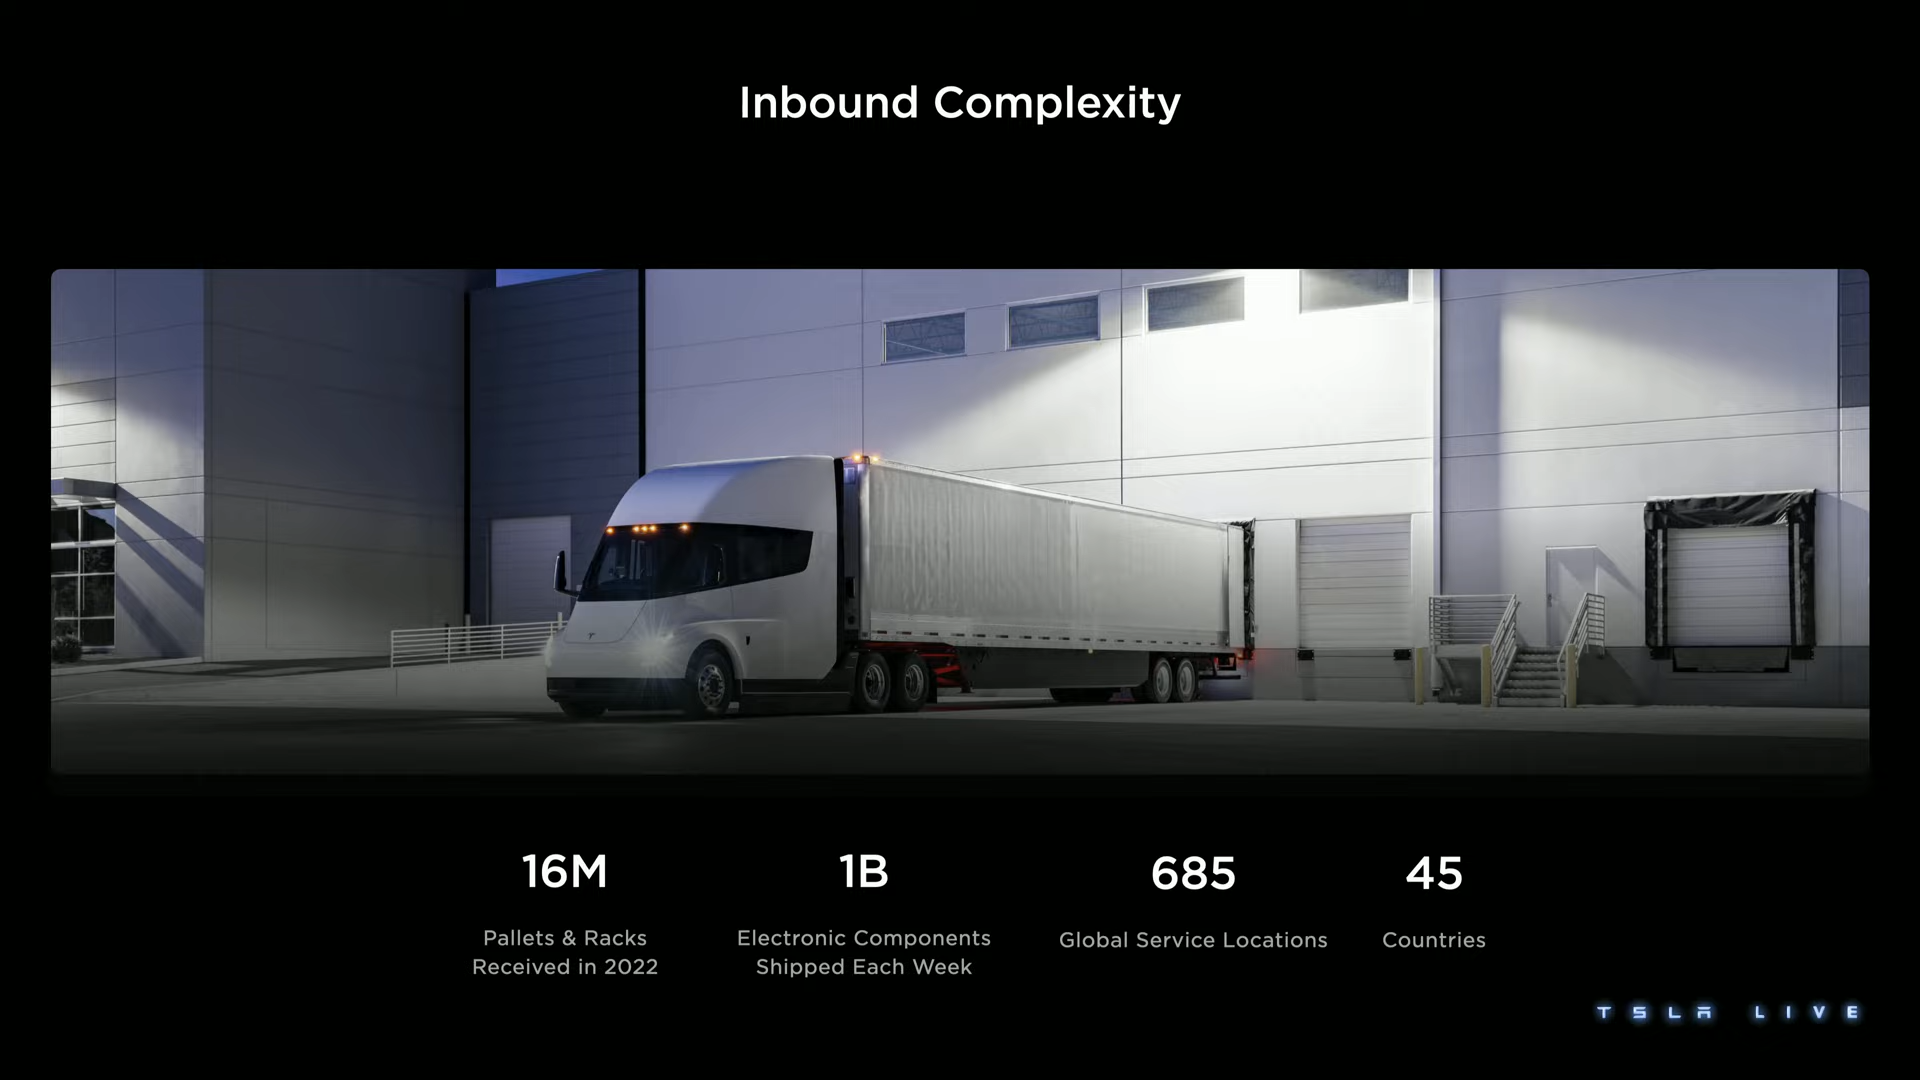 Inbound Complexity
16M
Pallets & Racks
Received in 2022
1B
Electronic Components
Shipped Each Week
685
Global Service Locations
45
Countries
TSLA LIVE